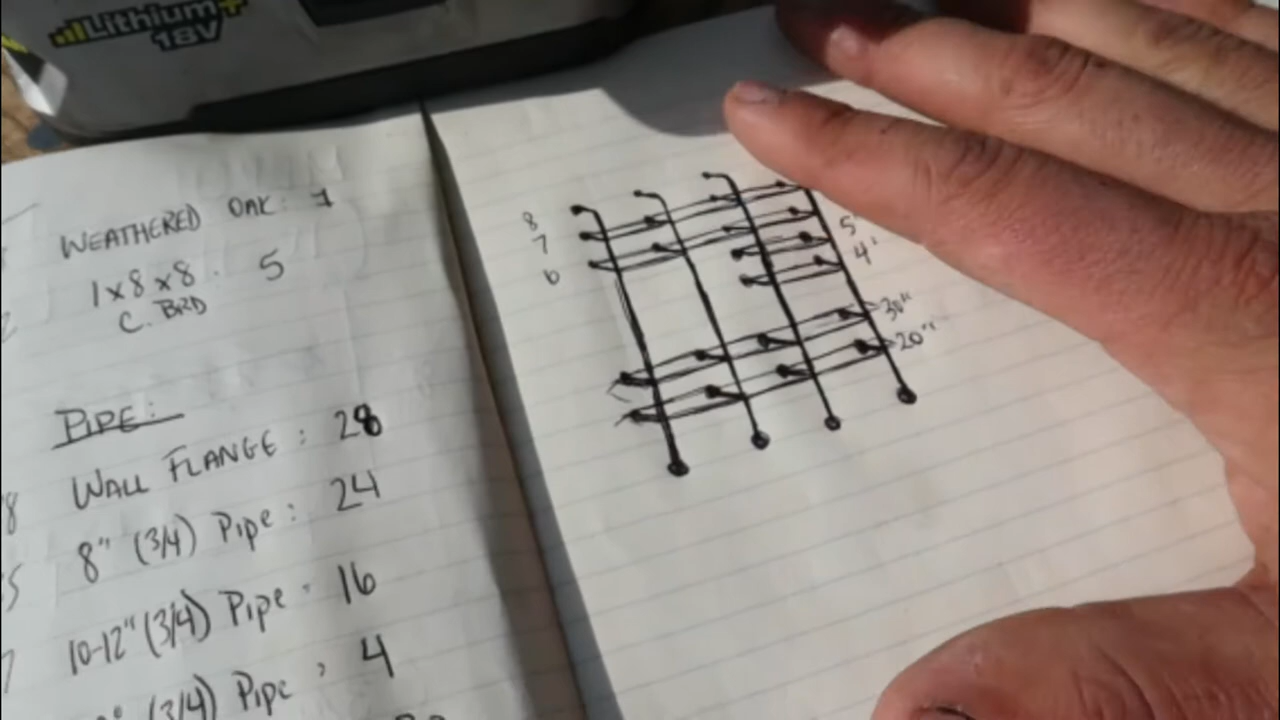 Lithium+
18V
WEATHERED OAK: 1
1x8x8. 5
C. BRD
PIPE:
WALL FLANGE: 28
8" (3/4) Pipe: 24
10-12" (3/4) Pipe 16
(3/4) Pipe 4
8
7
6
5'
4'
30"
20"